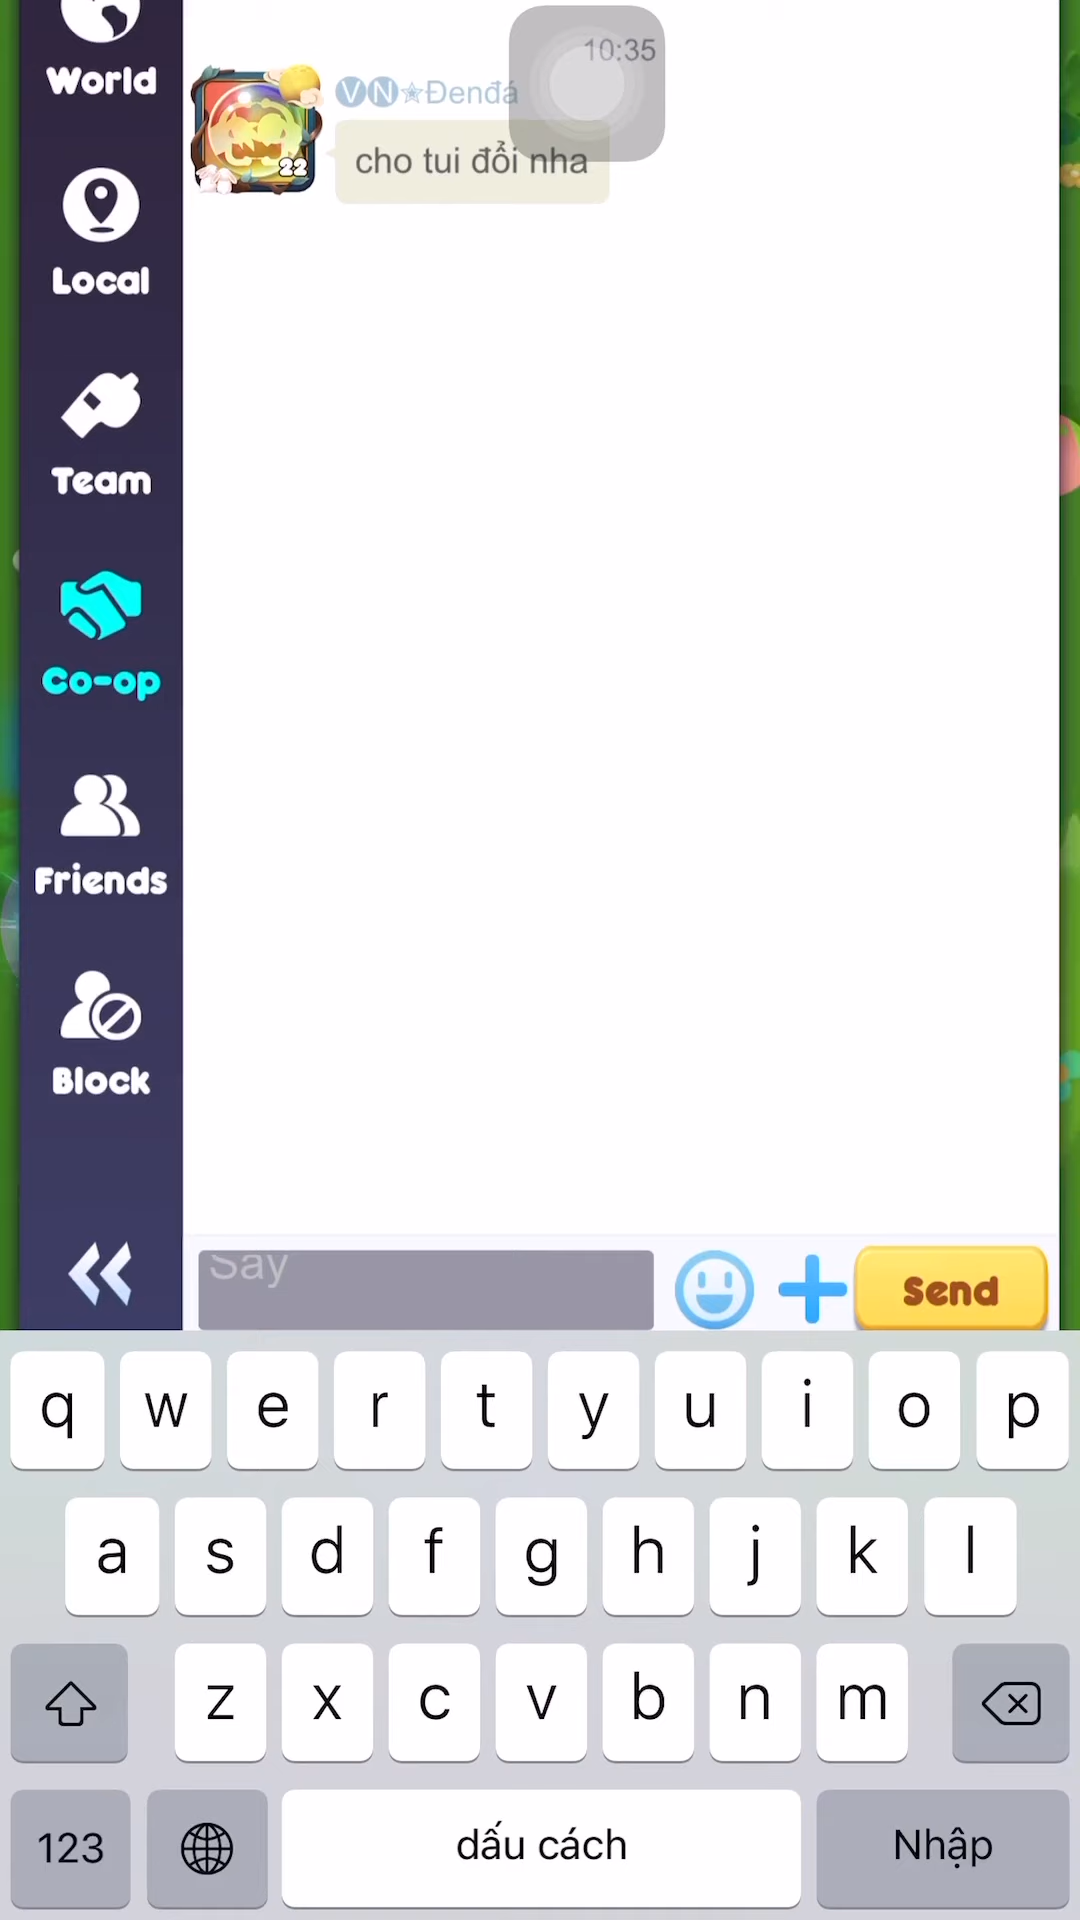 World
10:35
ⓋⓃ✯Đenđá
22
cho tui đổi nha
Local
Team
Co-op
Friends
Block
Say
Send
q w e r t y u i o p
a s d f g h j k l
z x c v b n m
123 dấu cách Nhập